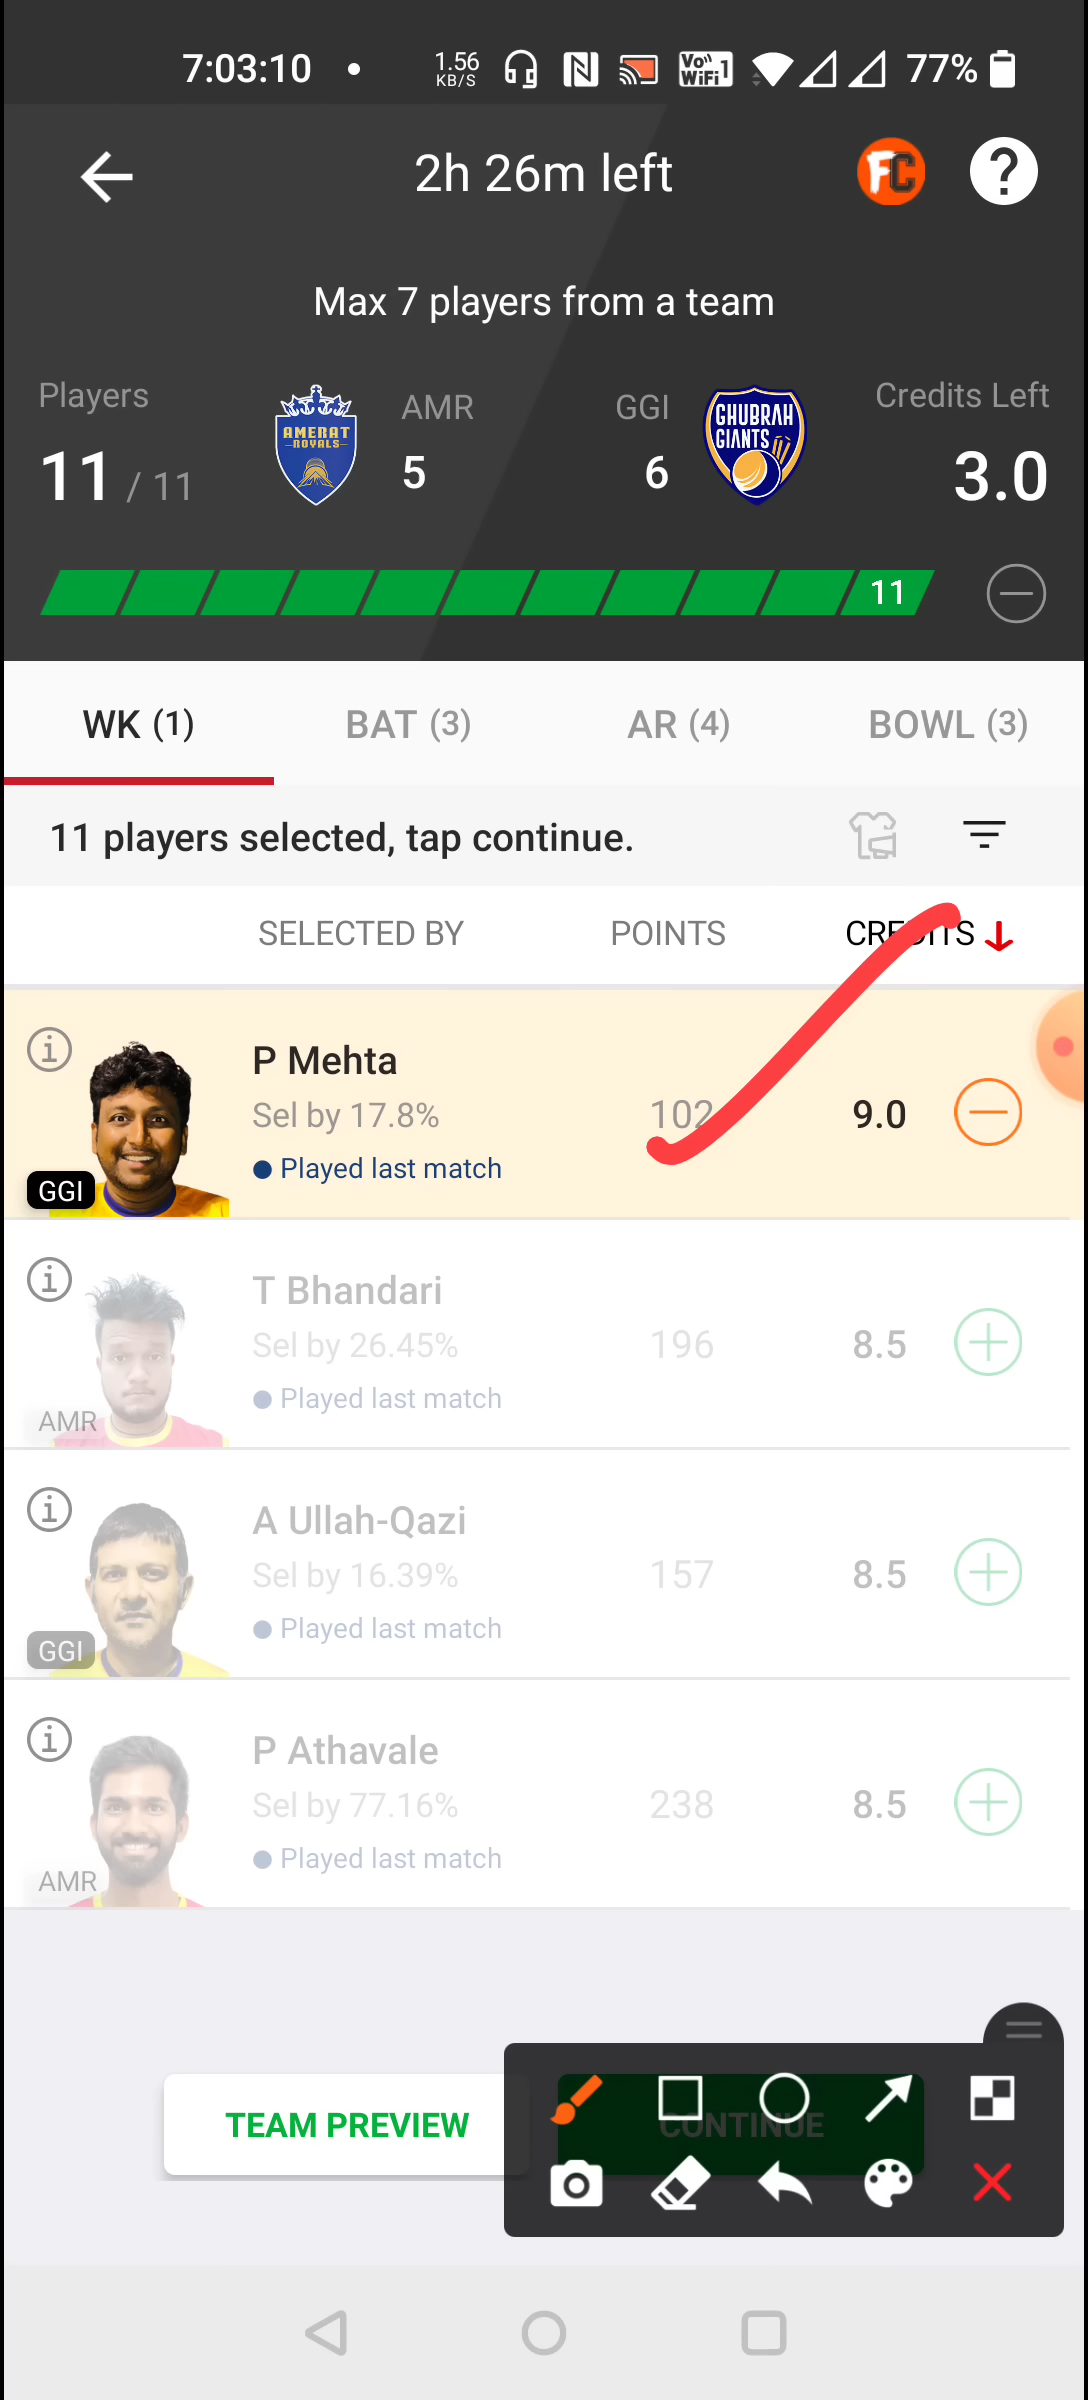 7:03:10
1.56
KB/S
Vo
WiFi 1
77%
2h 26m left
FC
?
Max 7 players from a team
Players
AMR
GGI
Credits Left
AMERAT
ROYALS
GHUBRAH
GIANTS
11 / 11
5
6
3.0
11
WK (1)
BAT (3)
AR (4)
BOWL (3)
11 players selected, tap continue.
SELECTED BY
POINTS
CREDITS
P Mehta
Sel by 17.8%
102
9.0
Played last match
GGI
T Bhandari
Sel by 26.45%
196
8.5
Played last match
AMR
A Ullah-Qazi
Sel by 16.39%
157
8.5
Played last match
GGI
P Athavale
Sel by 77.16%
238
8.5
Played last match
AMR
TEAM PREVIEW
CONTINUE